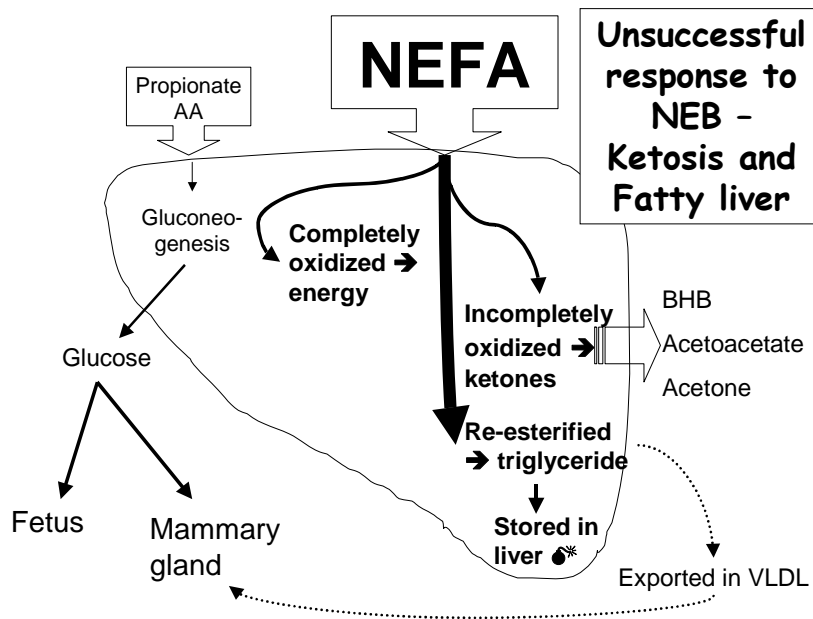 NEFA
Unsuccessful
response to
NEB –
Ketosis and
Fatty liver
Propionate
AA
Gluconeo-
genesis
Completely
oxidized ➔
energy
Incompletely
oxidized ➔
ketones
BHB
Acetoacetate
Acetone
Glucose
Re-esterified
➔ triglyceride
Fetus
Mammary
gland
Stored in
liver 💣
Exported in VLDL